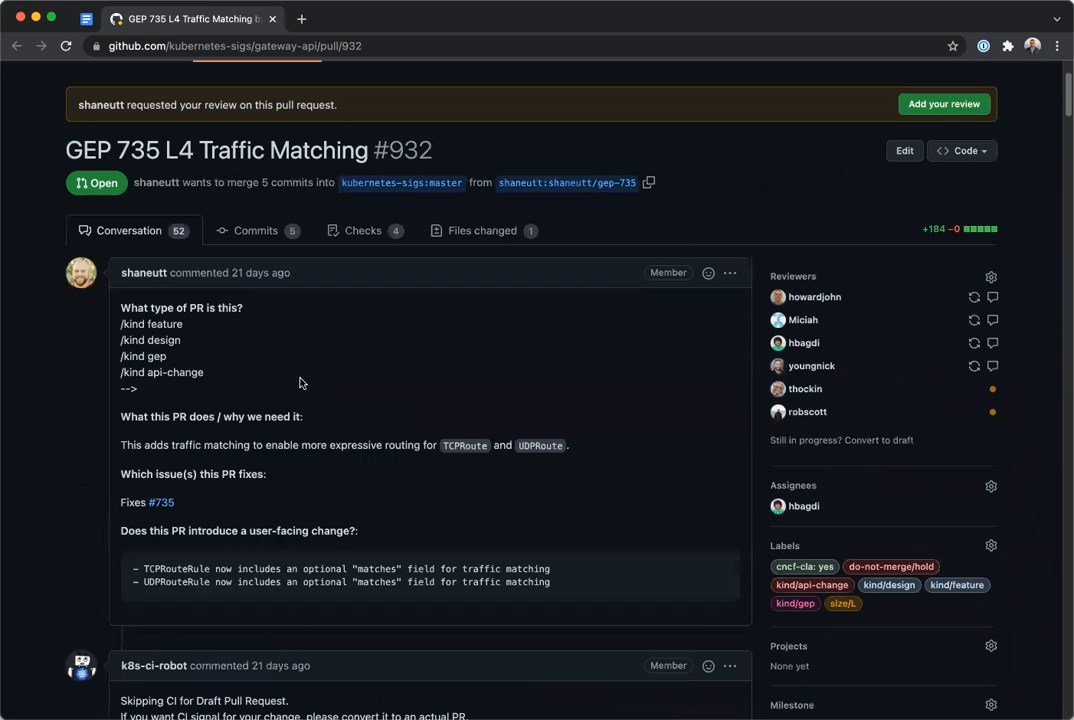 GEP 735 L4 Traffic Matching b
github.com/kubernetes-sigs/gateway-api/pull/932
shaneutt requested your review on this pull request.
Add your review
GEP 735 L4 Traffic Matching #932
Edit
<> Code
Open
shaneutt wants to merge 5 commits into kubernetes-sigs:master from shaneutt:shaneutt/gep-735
Conversation 52
Commits 5
Checks 4
Files changed 1
+184 −0
shaneutt commented 21 days ago
Member
What type of PR is this?
/kind feature
/kind design
/kind gep
/kind api-change
-->
What this PR does / why we need it:
This adds traffic matching to enable more expressive routing for TCPRoute and UDPRoute.
Which issue(s) this PR fixes:
Fixes #735
Does this PR introduce a user-facing change?:
- TCPRouteRule now includes an optional "matches" field for traffic matching
- UDPRouteRule now includes an optional "matches" field for traffic matching
k8s-ci-robot commented 21 days ago
Member
Skipping CI for Draft Pull Request.
If you want CI signal for your change, please convert it to an actual PR.
Reviewers
howardjohn
Miciah
hbagdi
youngnick
thockin
robscott
Still in progress? Convert to draft
Assignees
hbagdi
Labels
cncf-cla: yes
do-not-merge/hold
kind/api-change
kind/design
kind/feature
kind/gep
size/L
Projects
None yet
Milestone